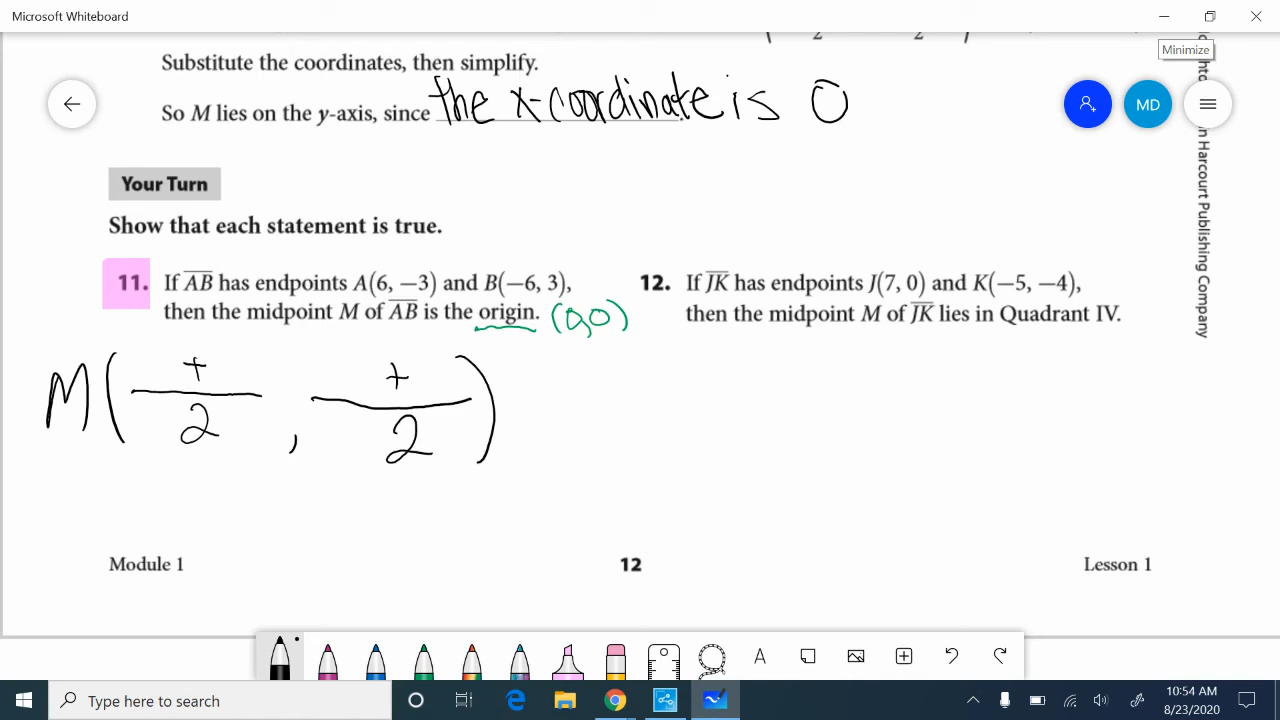 Microsoft Whiteboard
Minimize
Substitute the coordinates, then simplify.
So M lies on the y-axis, since the x-coordinate is 0
MD
Your Turn
Show that each statement is true.
11. If AB has endpoints A(6, −3) and B(−6, 3),
then the midpoint M of AB is the origin. (0,0)
12. If JK has endpoints J(7, 0) and K(−5, −4),
then the midpoint M of JK lies in Quadrant IV.
M( + / 2 , + / 2 )
n Harcourt Publishing Company
Module 1
12
Lesson 1
A
Type here to search
10:54 AM
8/23/2020